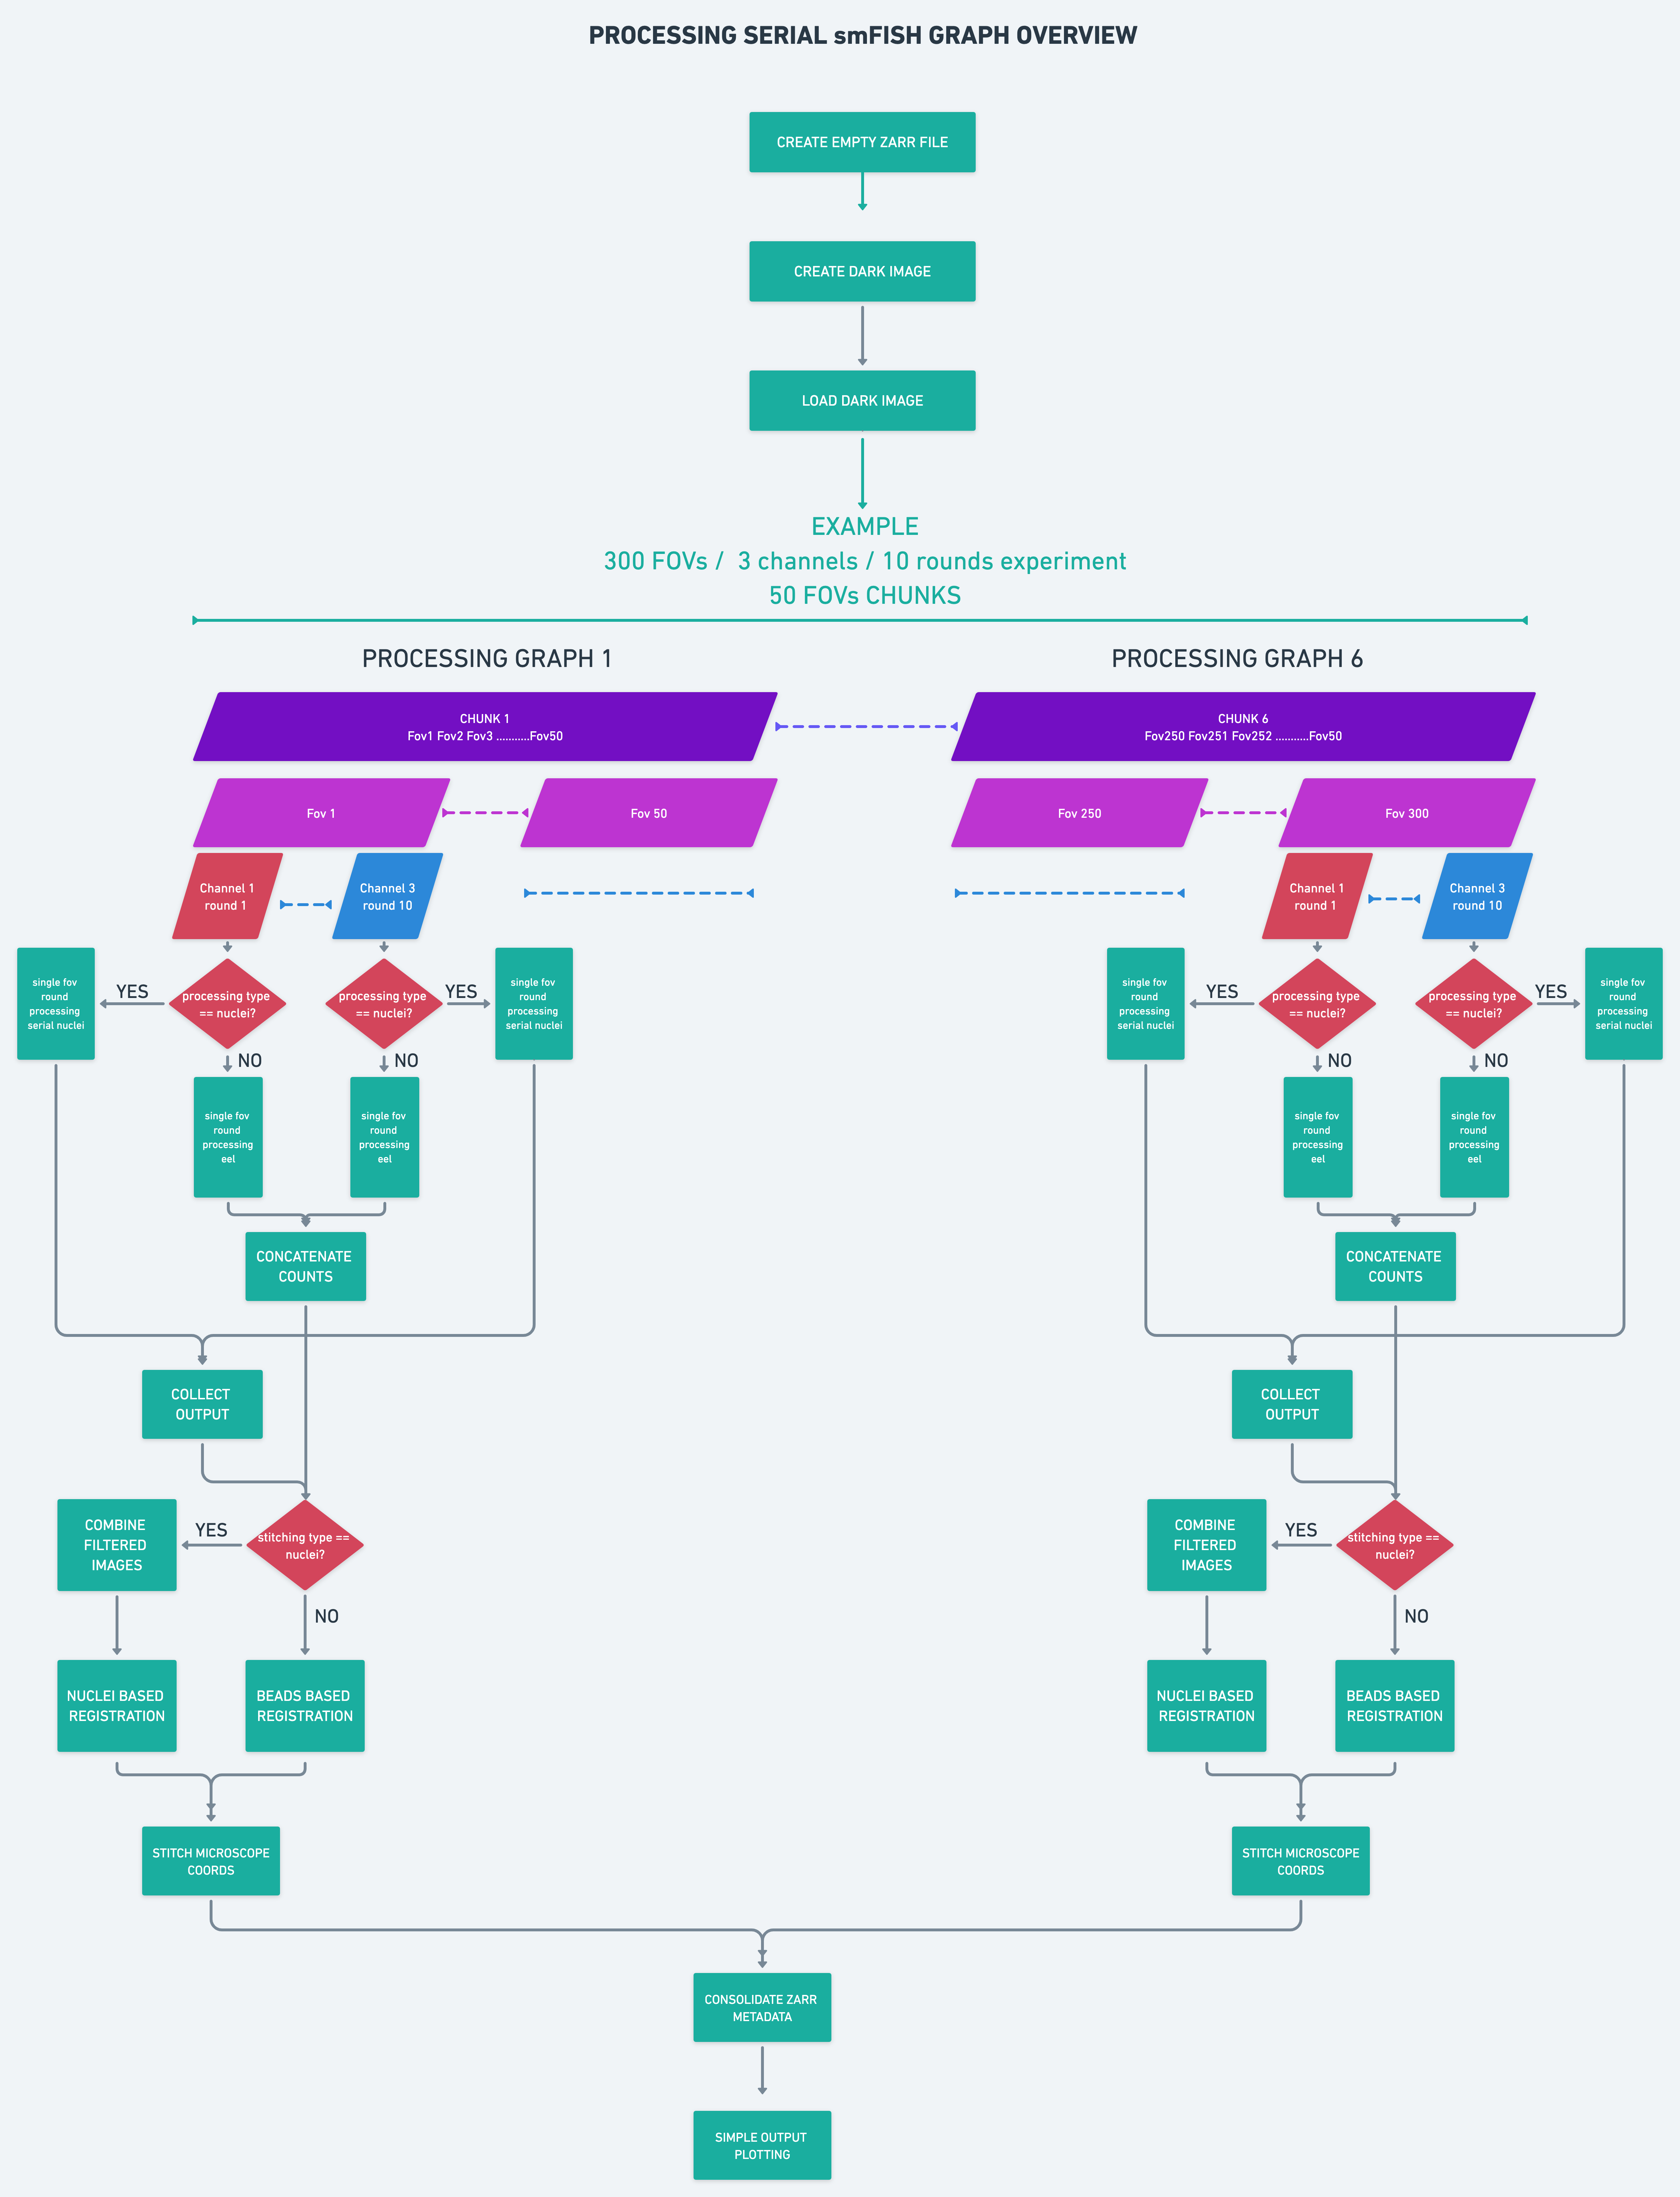 PROCESSING SERIAL smFISH GRAPH OVERVIEW
CREATE EMPTY ZARR FILE
CREATE DARK IMAGE
LOAD DARK IMAGE
EXAMPLE
300 FOVs / 3 channels / 10 rounds experiment
50 FOVs CHUNKS
PROCESSING GRAPH 1
PROCESSING GRAPH 6
CHUNK 1
Fov1 Fov2 Fov3 ...........Fov50
CHUNK 6
Fov250 Fov251 Fov252 ...........Fov50
Fov 1
Fov 50
Fov 250
Fov 300
Channel 1
round 1
Channel 3
round 10
Channel 1
round 1
Channel 3
round 10
single fov
round
processing
serial nuclei
YES
processing type
== nuclei?
processing type
== nuclei?
YES
single fov
round
processing
serial nuclei
single fov
round
processing
serial nuclei
YES
processing type
== nuclei?
processing type
== nuclei?
YES
single fov
round
processing
serial nuclei
NO
NO
NO
NO
single fov
round
processing
eel
single fov
round
processing
eel
single fov
round
processing
eel
single fov
round
processing
eel
CONCATENATE
COUNTS
CONCATENATE
COUNTS
COLLECT
OUTPUT
COLLECT
OUTPUT
COMBINE
FILTERED
IMAGES
YES
stitching type ==
nuclei?
COMBINE
FILTERED
IMAGES
YES
stitching type ==
nuclei?
NO
NO
NUCLEI BASED
REGISTRATION
BEADS BASED
REGISTRATION
NUCLEI BASED
REGISTRATION
BEADS BASED
REGISTRATION
STITCH MICROSCOPE
COORDS
STITCH MICROSCOPE
COORDS
CONSOLIDATE ZARR
METADATA
SIMPLE OUTPUT
PLOTTING